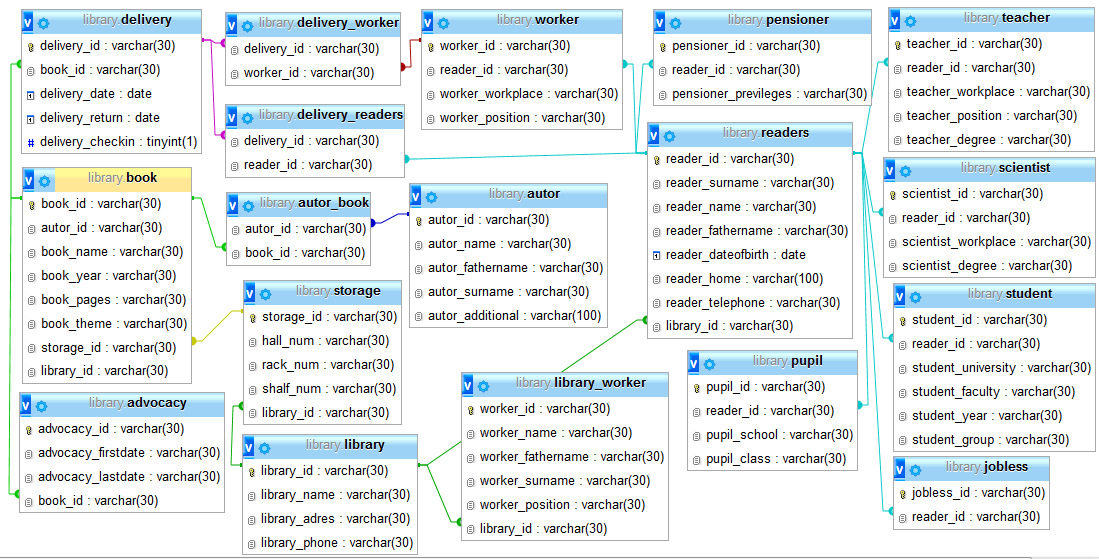 library.delivery
delivery_id : varchar(30)
book_id : varchar(30)
delivery_date : date
delivery_return : date
# delivery_checkin : tinyint(1)
library.delivery_worker
delivery_id : varchar(30)
worker_id : varchar(30)
library.worker
worker_id : varchar(30)
reader_id : varchar(30)
worker_workplace : varchar(30)
worker_position : varchar(30)
library.pensioner
pensioner_id : varchar(30)
reader_id : varchar(30)
pensioner_previleges : varchar(30)
library.teacher
teacher_id : varchar(30)
reader_id : varchar(30)
teacher_workplace : varchar(30)
teacher_position : varchar(30)
teacher_degree : varchar(30)
library.delivery_readers
delivery_id : varchar(30)
reader_id : varchar(30)
library.readers
reader_id : varchar(30)
reader_surname : varchar(30)
reader_name : varchar(30)
reader_fathername : varchar(30)
reader_dateofbirth : date
reader_home : varchar(100)
reader_telephone : varchar(30)
library_id : varchar(30)
library.scientist
scientist_id : varchar(30)
reader_id : varchar(30)
scientist_workplace : varchar(30)
scientist_degree : varchar(30)
library.book
book_id : varchar(30)
autor_id : varchar(30)
book_name : varchar(30)
book_year : varchar(30)
book_pages : varchar(30)
book_theme : varchar(30)
storage_id : varchar(30)
library_id : varchar(30)
library.autor_book
autor_id : varchar(30)
book_id : varchar(30)
library.autor
autor_id : varchar(30)
autor_name : varchar(30)
autor_fathername : varchar(30)
autor_surname : varchar(30)
autor_additional : varchar(100)
library.storage
storage_id : varchar(30)
hall_num : varchar(30)
rack_num : varchar(30)
shalf_num : varchar(30)
library_id : varchar(30)
library.student
student_id : varchar(30)
reader_id : varchar(30)
student_university : varchar(30)
student_faculty : varchar(30)
student_year : varchar(30)
student_group : varchar(30)
library.pupil
pupil_id : varchar(30)
reader_id : varchar(30)
pupil_school : varchar(30)
pupil_class : varchar(30)
library.library_worker
worker_id : varchar(30)
worker_name : varchar(30)
worker_fathername : varchar(30)
worker_surname : varchar(30)
worker_position : varchar(30)
library_id : varchar(30)
library.advocacy
advocacy_id : varchar(30)
advocacy_firstdate : varchar(30)
advocacy_lastdate : varchar(30)
book_id : varchar(30)
library.library
library_id : varchar(30)
library_name : varchar(30)
library_adres : varchar(30)
library_phone : varchar(30)
library.jobless
jobless_id : varchar(30)
reader_id : varchar(30)